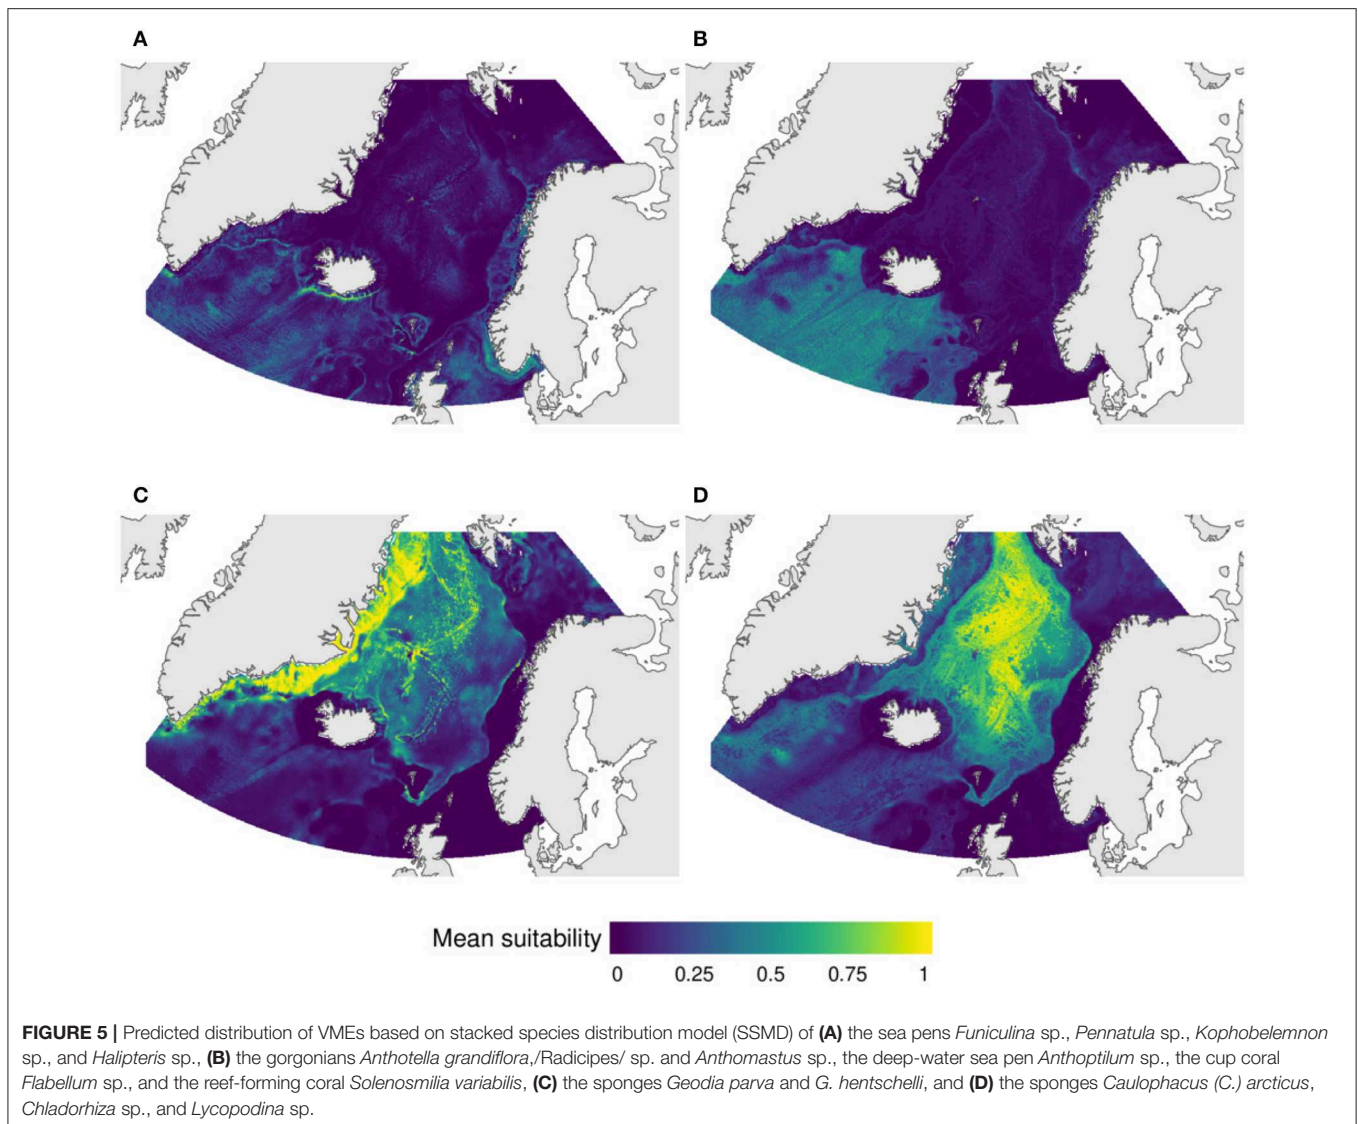 A
B
C
D
Mean suitability
0 0.25 0.5 0.75 1
FIGURE 5 | Predicted distribution of VMEs based on stacked species distribution model (SSMD) of (A) the sea pens Funiculina sp., Pennatula sp., Kophobelemnon
sp., and Halipteris sp., (B) the gorgonians Anthotella grandiflora,/Radicipes/ sp. and Anthomastus sp., the deep-water sea pen Anthoptilum sp., the cup coral
Flabellum sp., and the reef-forming coral Solenosmilia variabilis, (C) the sponges Geodia parva and G. hentschelli, and (D) the sponges Caulophacus (C.) arcticus,
Chladorhiza sp., and Lycopodina sp.